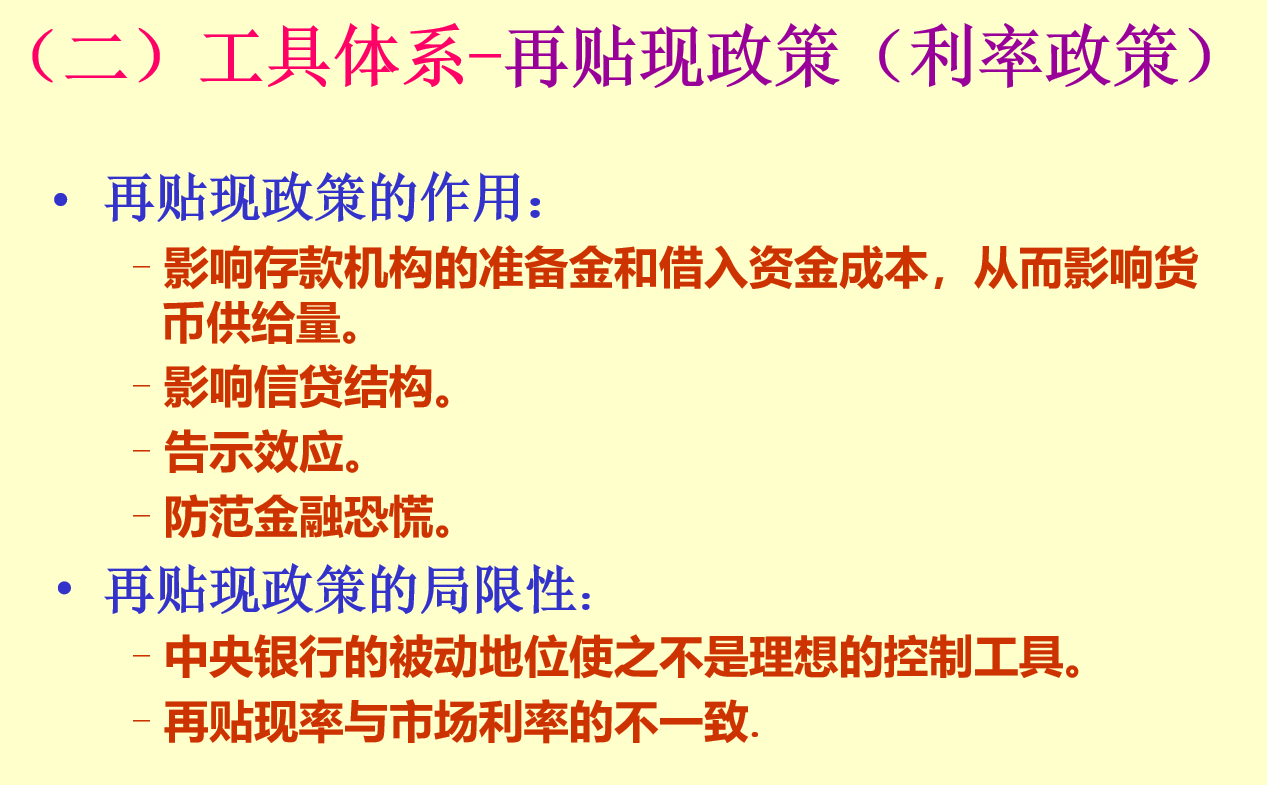 （二）工具体系-再贴现政策（利率政策）
• 再贴现政策的作用：
– 影响存款机构的准备金和借入资金成本，从而影响货
币供给量。
– 影响信贷结构。
– 告示效应。
– 防范金融恐慌。
• 再贴现政策的局限性:
– 中央银行的被动地位使之不是理想的控制工具。
– 再贴现率与市场利率的不一致.